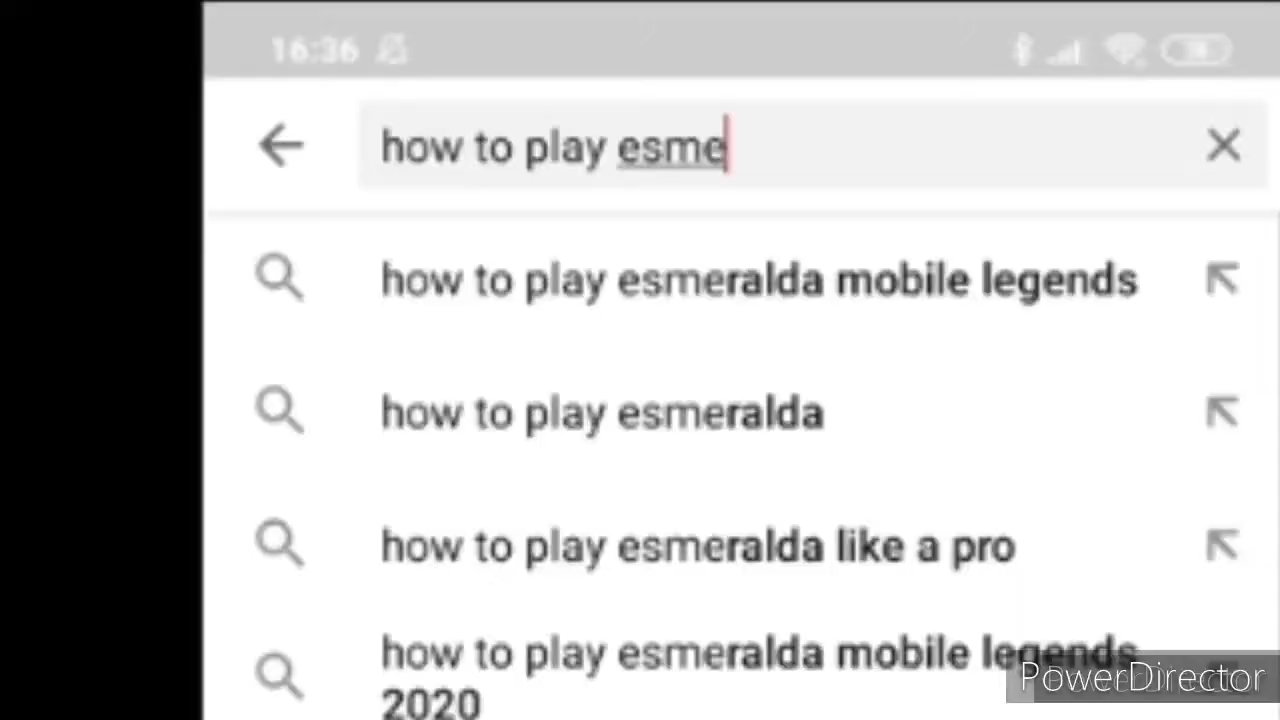 16:36
how to play esme
how to play esmeralda mobile legends
how to play esmeralda
how to play esmeralda like a pro
how to play esmeralda mobile legends
2020
PowerDirector